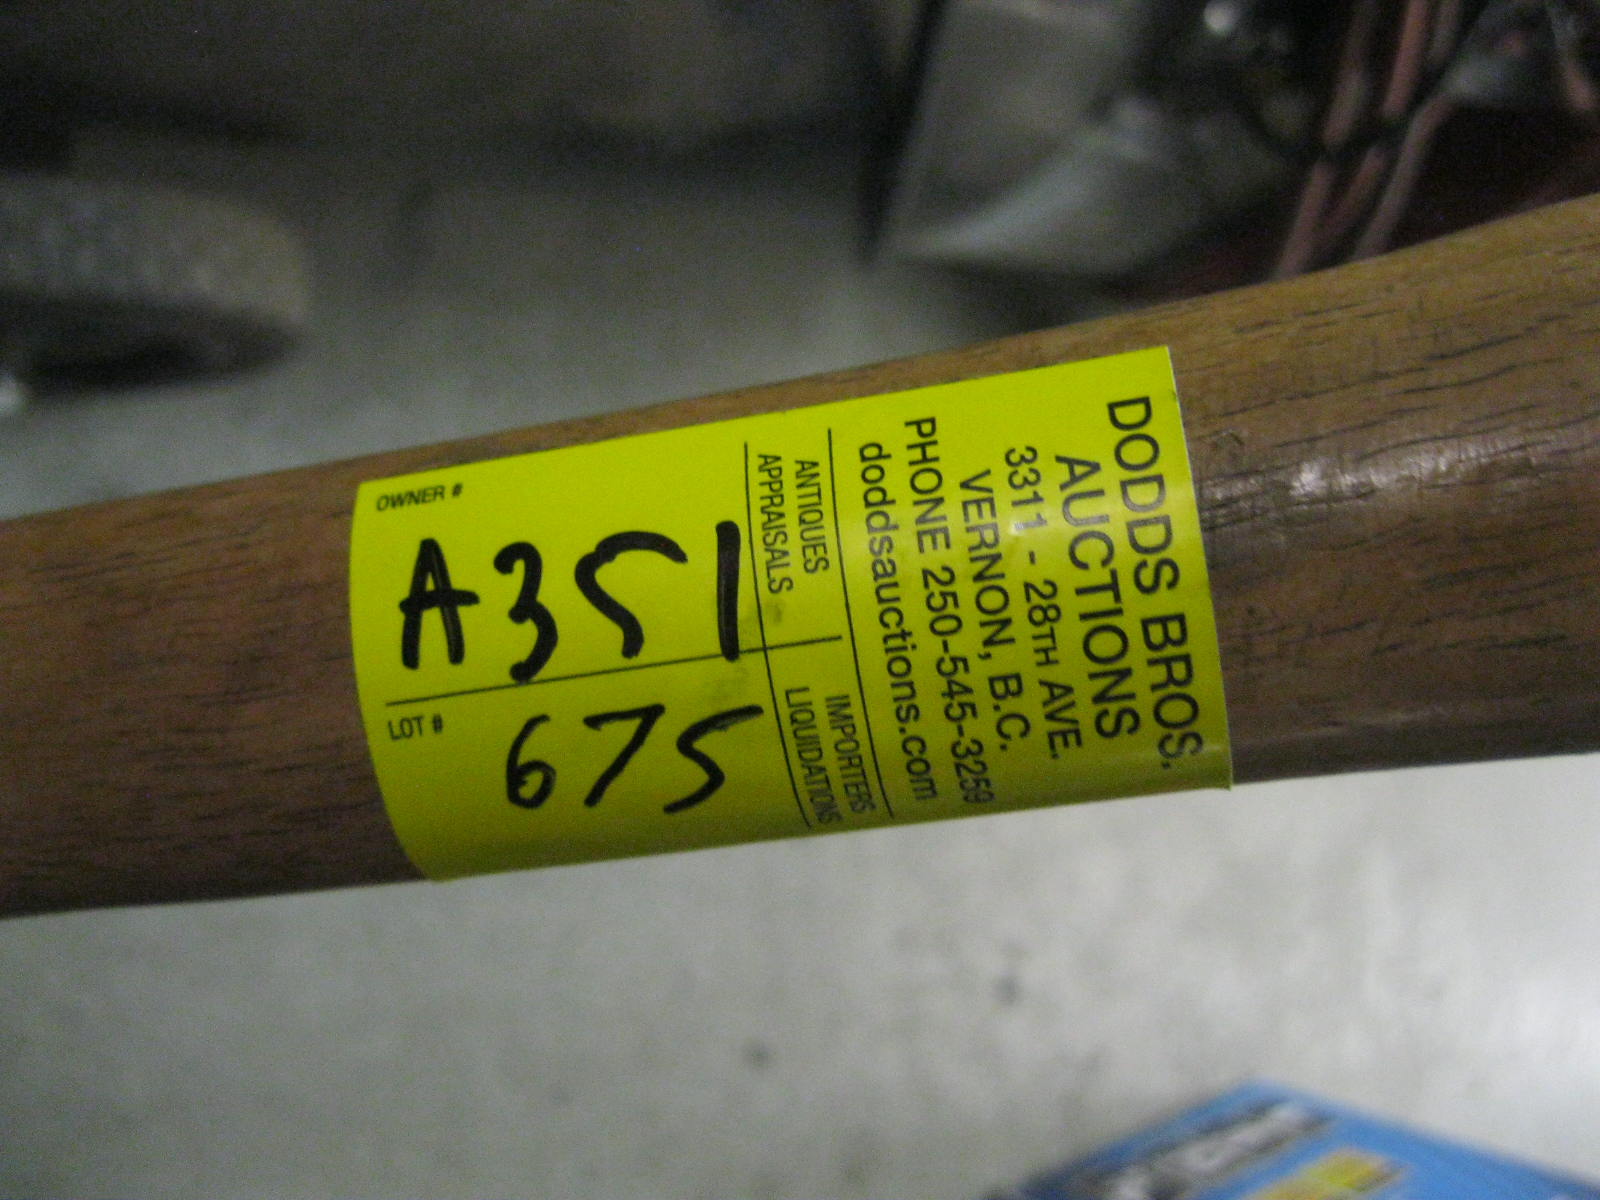 DODDS BROS.
AUCTIONS
3311 - 28TH AVE.
VERNON, B.C.
PHONE 250-545-3259
doddsauctions.com
ANTIQUES
APPRAISALS
IMPORTERS
LIQUIDATIONS
OWNER #
A351
LOT #
675